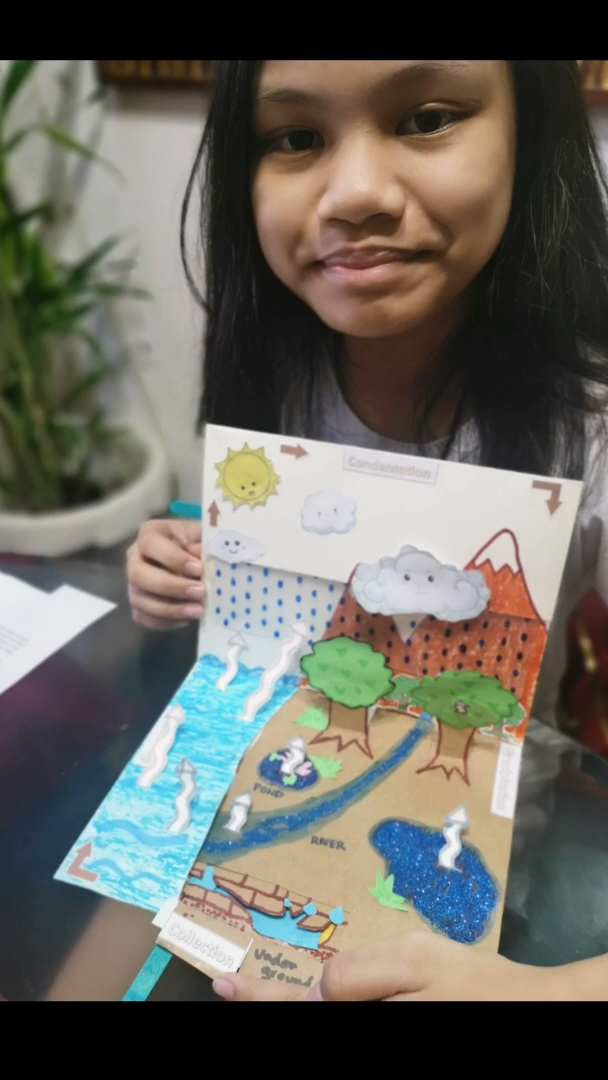 Condensation
POND
RIVER
Collection
Under
ground